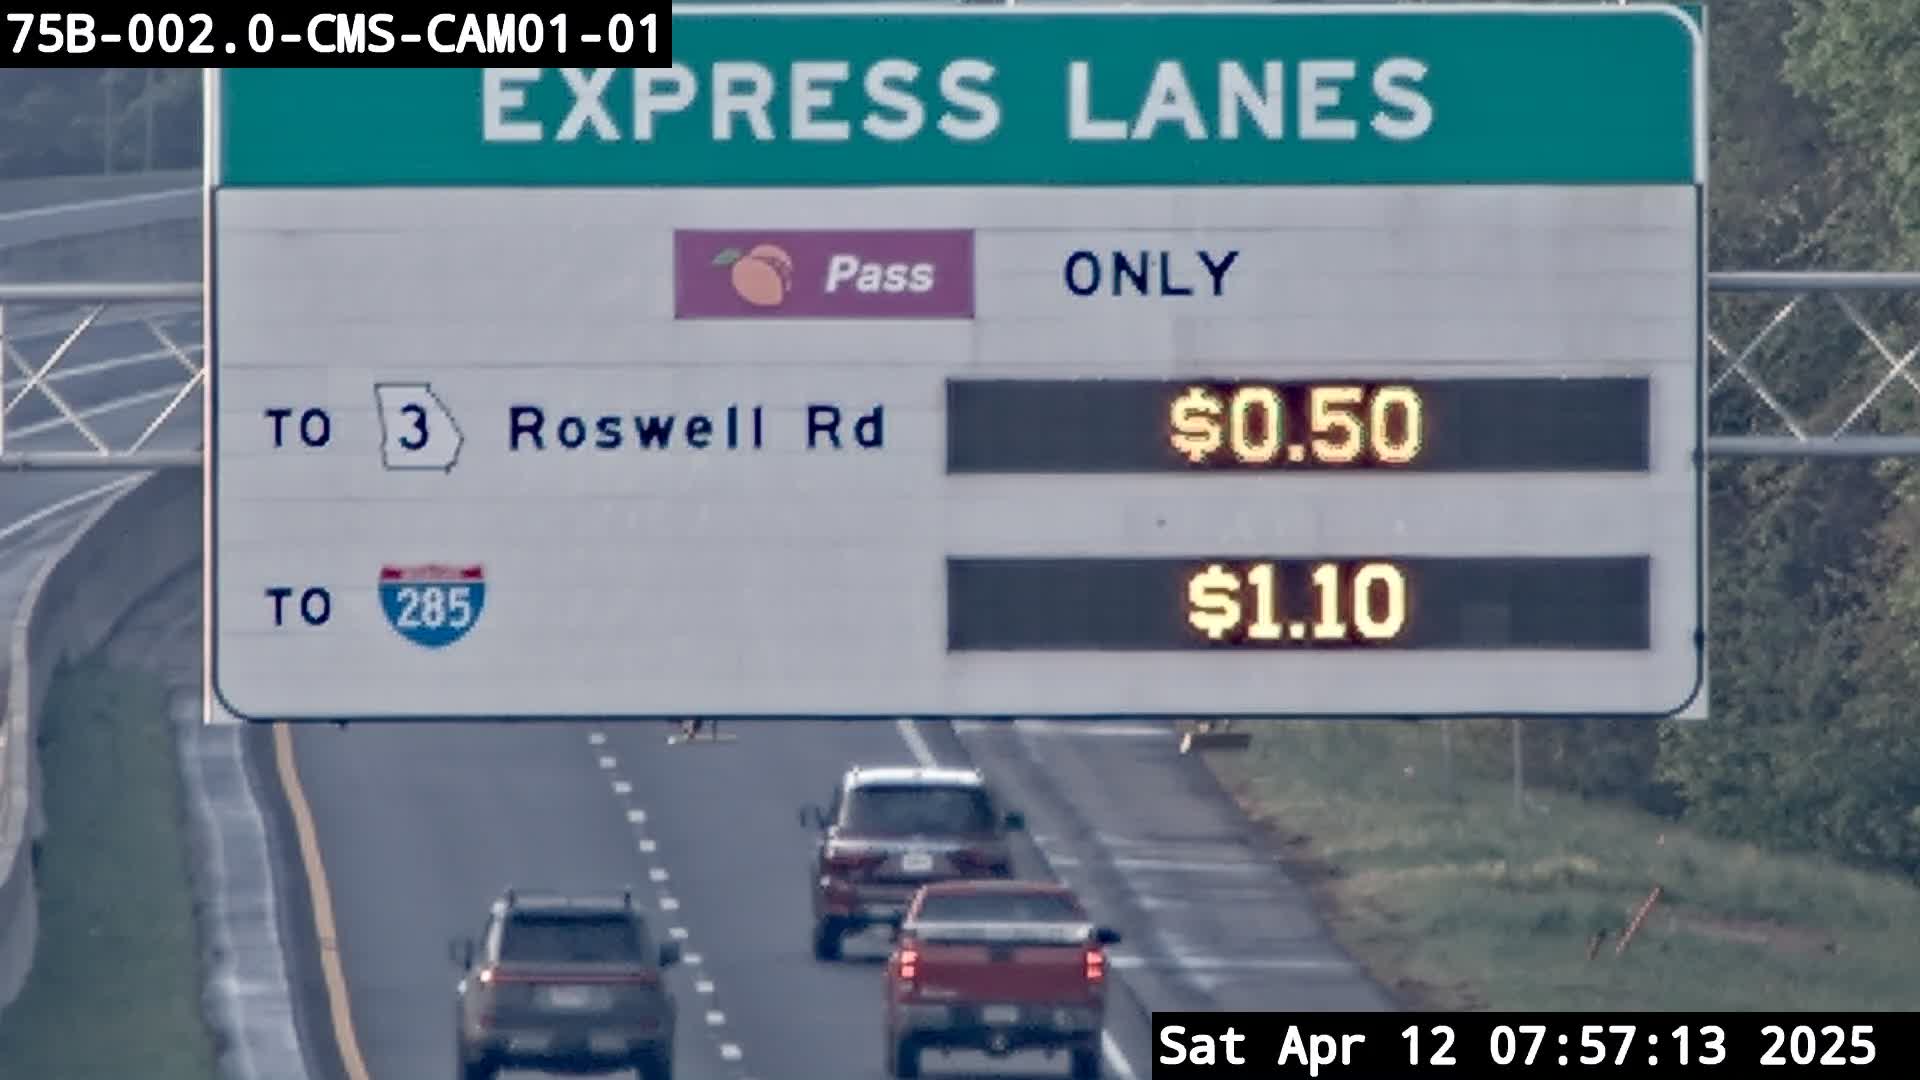 75B-002.0-CMS-CAM01-01
EXPRESS LANES
Pass ONLY
TO 3 Roswell Rd $0.50
TO 285 $1.10
Sat Apr 12 07:57:13 2025